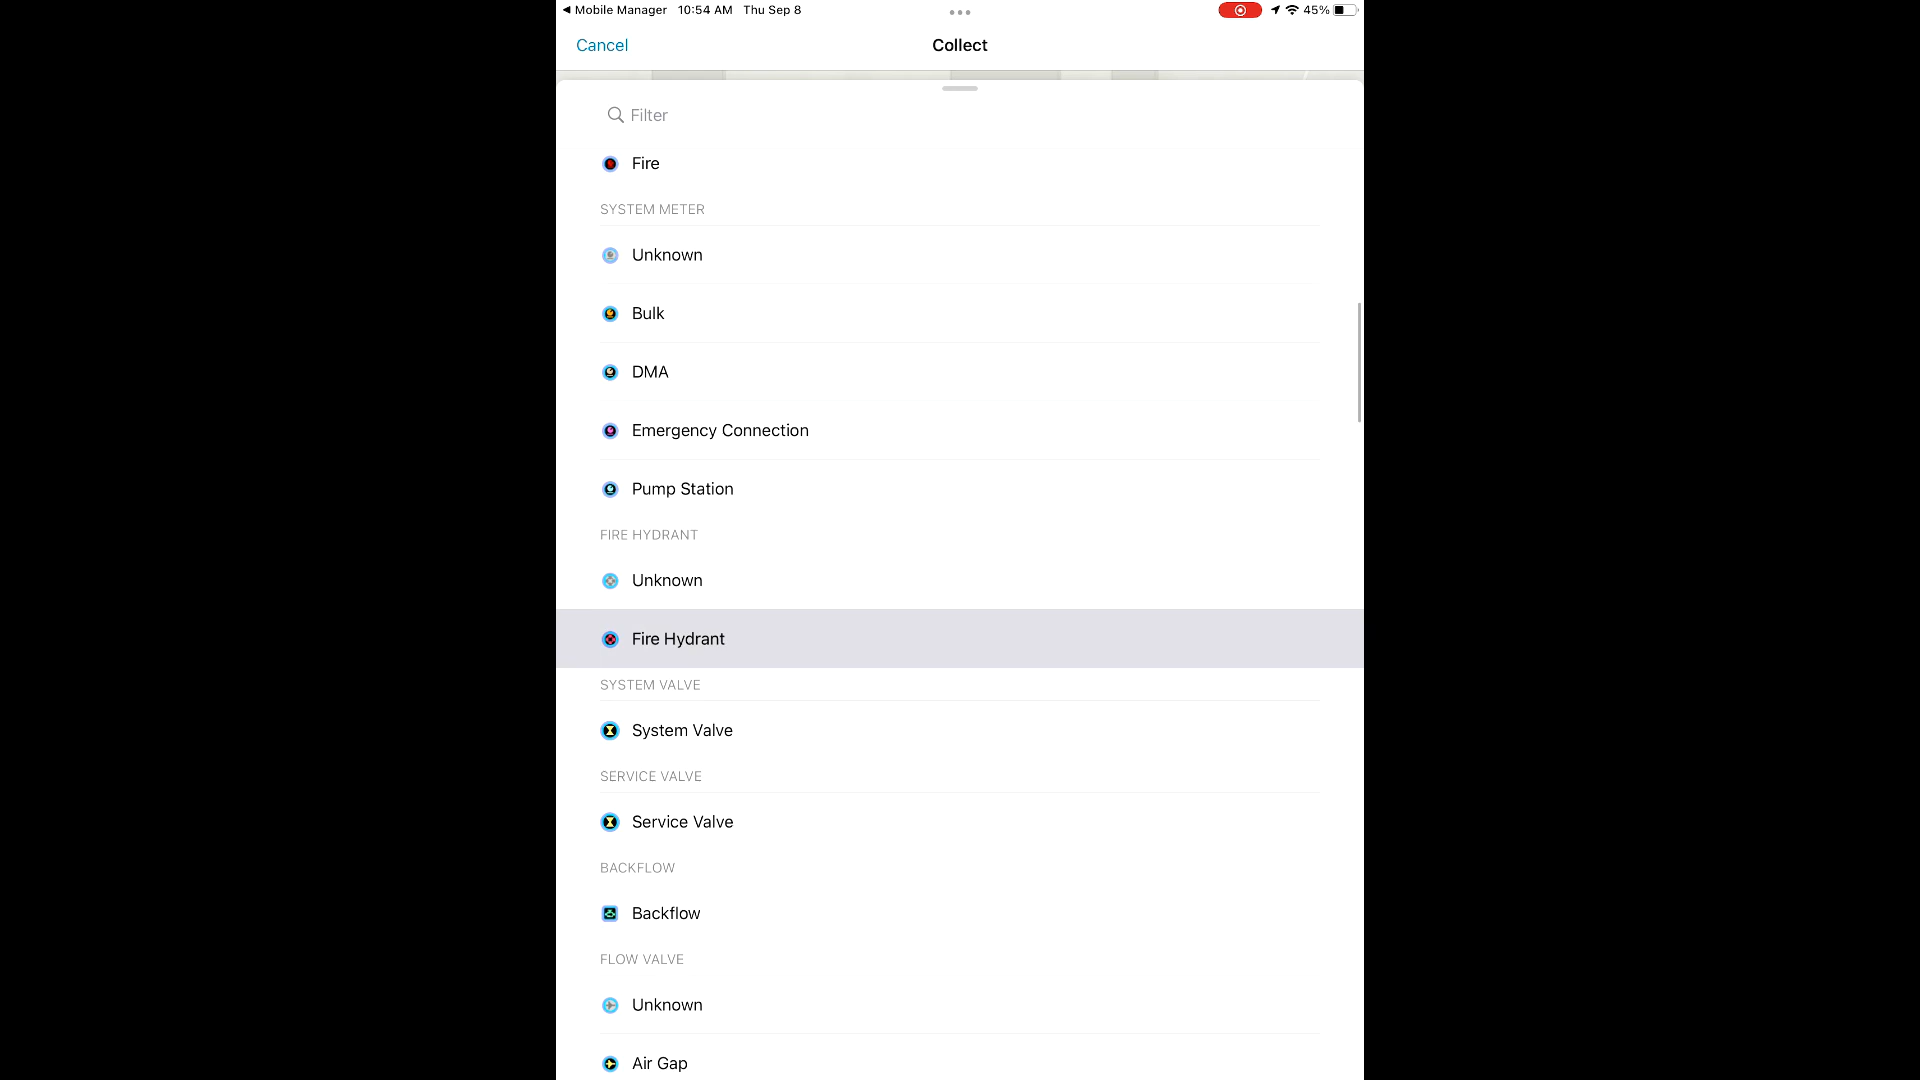 ◀ Mobile Manager 10:54 AM Thu Sep 8 45%
Cancel Collect
Filter
Fire
SYSTEM METER
Unknown
Bulk
DMA
Emergency Connection
Pump Station
FIRE HYDRANT
Unknown
Fire Hydrant
SYSTEM VALVE
System Valve
SERVICE VALVE
Service Valve
BACKFLOW
Backflow
FLOW VALVE
Unknown
Air Gap